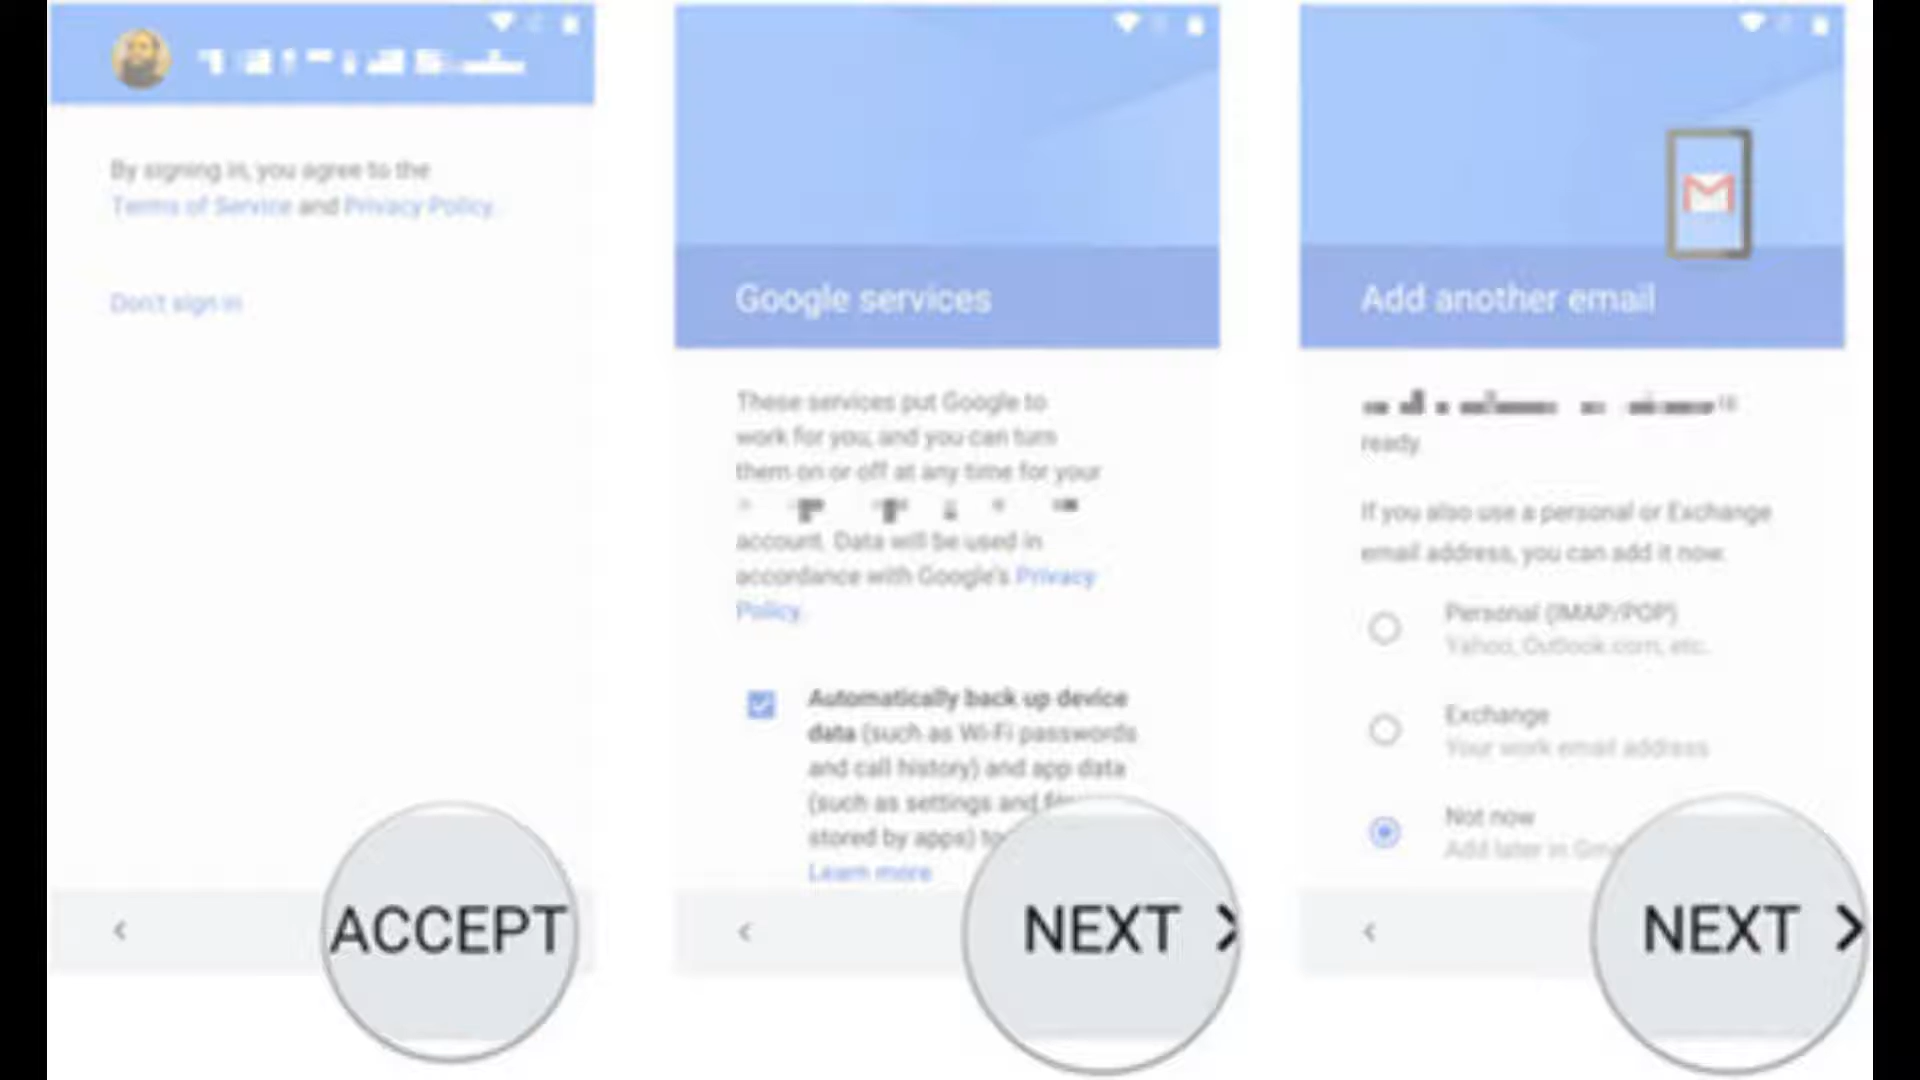 By signing in, you agree to the
Terms of Service and Privacy Policy.
Don't sign in
ACCEPT
Google services
These services put Google to
work for you, and you can turn
them on or off at any time for your
account. Data will be used in
accordance with Google's Privacy
Policy.
Automatically back up device
data (such as Wi-Fi passwords
and call history) and app data
(such as settings and
stored by apps) to
Learn more
NEXT
Add another email
is
ready.
If you also use a personal or Exchange
email address, you can add it now.
Personal (IMAP/POP)
Yahoo, Outlook.com, etc.
Exchange
Your work email address
Not now
Add later in
NEXT